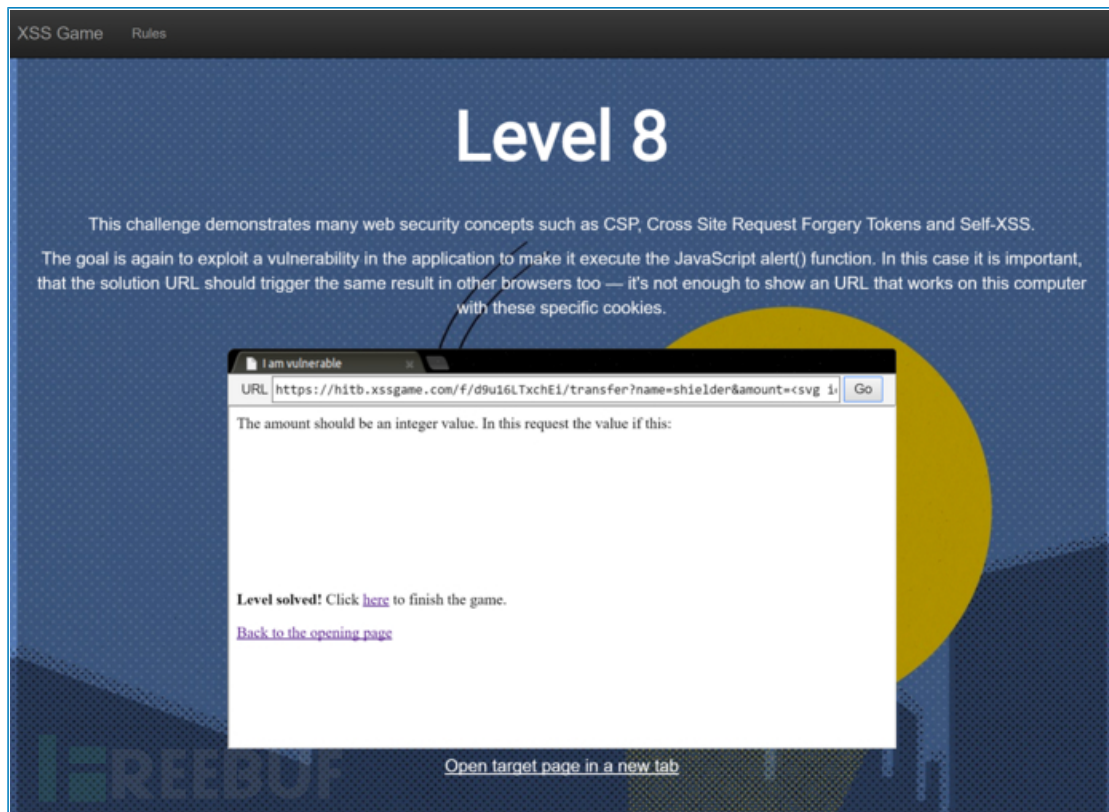 XSS Game Rules
Level 8
This challenge demonstrates many web security concepts such as CSP, Cross Site Request Forgery Tokens and Self-XSS.
The goal is again to exploit a vulnerability in the application to make it execute the JavaScript alert() function. In this case it is important,
that the solution URL should trigger the same result in other browsers too — it's not enough to show an URL that works on this computer
with these specific cookies.
I am vulnerable
URL https://hitb.xssgame.com/f/d9u16LTxchEi/transfer?name=shielder&amount=<svg i Go
The amount should be an integer value. In this request the value if this:
Level solved! Click here to finish the game.
Back to the opening page
Open target page in a new tab
FREEBUF